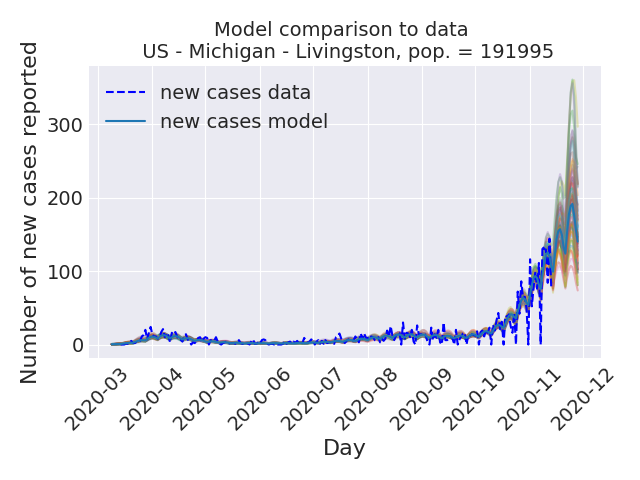 Model comparison to data
US - Michigan - Livingston, pop. = 191995
Number of new cases reported
new cases data
new cases model
300
200
100
0
2020-03
2020-04
2020-05
2020-06
2020-07
2020-08
2020-09
2020-10
2020-11
2020-12
Day